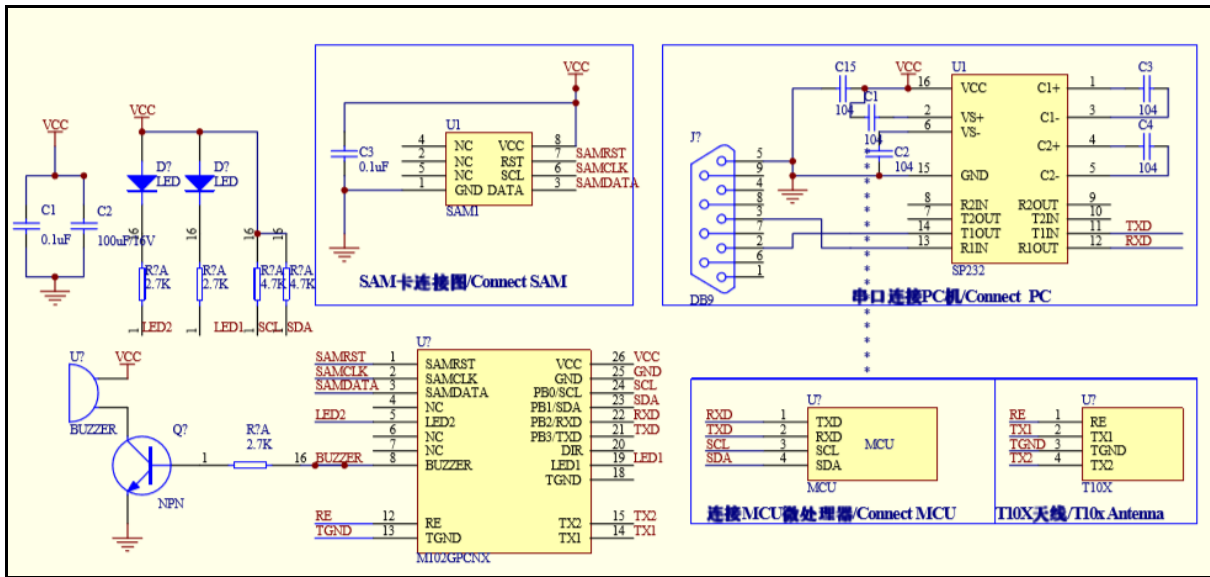 VCC
C1
0.1uF
C2
100uF/16V
VCC
D?
LED
D?
LED
16
16
16
16
R?A
2.7K
R?A
2.7K
R?A
4.7K
R?A
4.7K
1
1
1
1
LED2
LED1
SCL
SDA
VCC
C3
0.1uF
U1
4 NC VCC 8
2 NC RST 7 SAMRST
5 NC SCL 6 SAMCLK
1 GND DATA 3 SAMDATA
SAM1
SAM卡连接图/Connect SAM
J?
5
9
4
8
3
7
2
6
1
DB9
C15
104
C1
104
C2
104
VCC
U1
16 VCC C1+ 1
2 VS+ C1- 3
6 VS- C2+ 4
C2- 5
15 GND
8 R2IN R2OUT 9
7 T2OUT T2IN 10
14 T1OUT T1IN 11 TXD
13 R1IN R1OUT 12 RXD
SP232
C3
104
C4
104
串口连接PC机/Connect PC
U?
VCC
BUZZER
Q?
NPN
1
R?A
2.7K
16
BUZZER
U?
SAMRST 1 SAMRST VCC 26 VCC
SAMCLK 2 SAMCLK GND 25 GND
SAMDATA 3 SAMDATA PB0/SCL 24 SCL
4 NC PB1/SDA 23 SDA
LED2 5 LED2 PB2/RXD 22 RXD
6 NC PB3/TXD 21 TXD
7 NC DIR 20
8 BUZZER LED1 19 LED1
TGND 18
RE 12 RE TX2 15 TX2
TGND 13 TGND TX1 14 TX1
M102GPCNX
U?
RXD 1 TXD
TXD 2 RXD
SCL 3 SCL
SDA 4 SDA
MCU
MCU
连接MCU微处理器/Connect MCU
U?
RE 1 RE
TX1 2 TX1
TGND 3 TGND
TX2 4 TX2
T10X
T10X天线/T10x Antenna